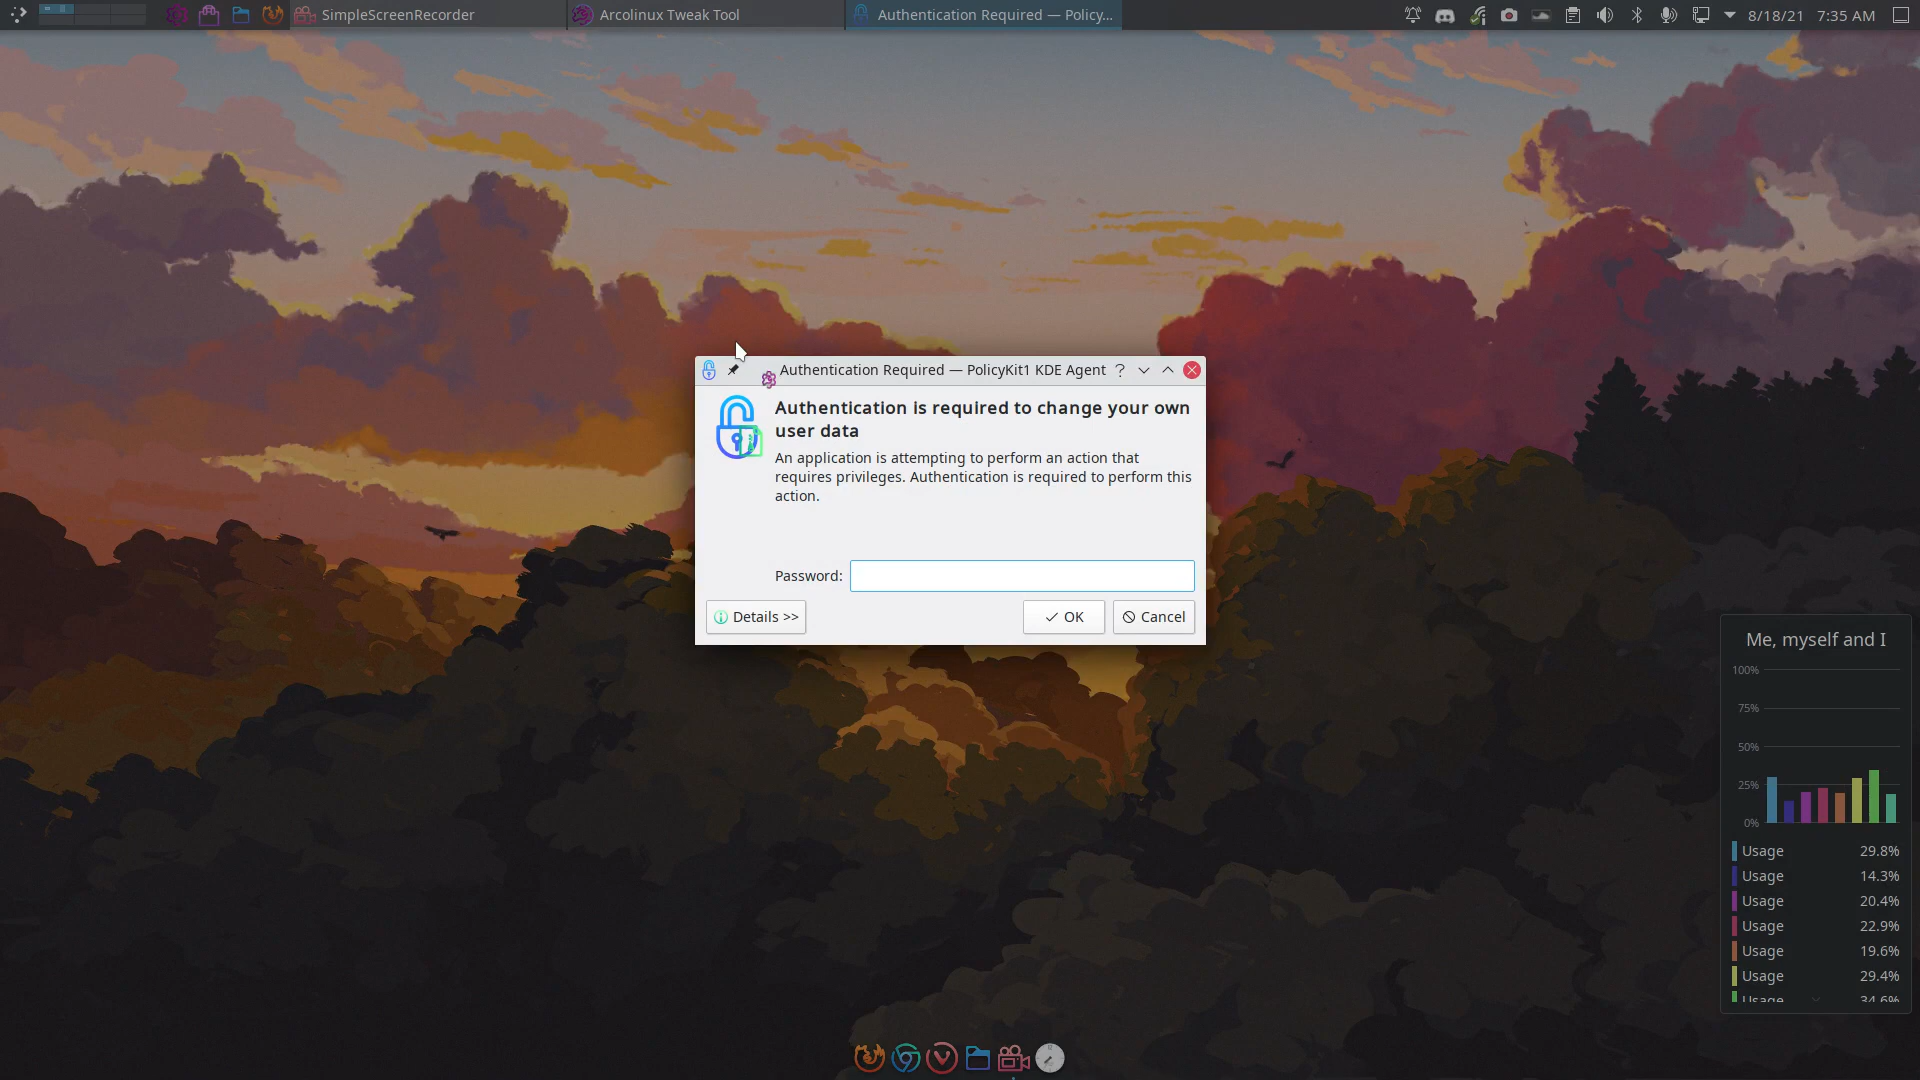 SimpleScreenRecorder
Arcolinux Tweak Tool
Authentication Required — Policy...
8/18/21 7:35 AM
Authentication Required — PolicyKit1 KDE Agent
Authentication is required to change your own
user data
An application is attempting to perform an action that
requires privileges. Authentication is required to perform this
action.
Password:
Details >>
OK
Cancel
Me, myself and I
100%
75%
50%
25%
0%
Usage 29.8%
Usage 14.3%
Usage 20.4%
Usage 22.9%
Usage 19.6%
Usage 29.4%
Usage 34.6%